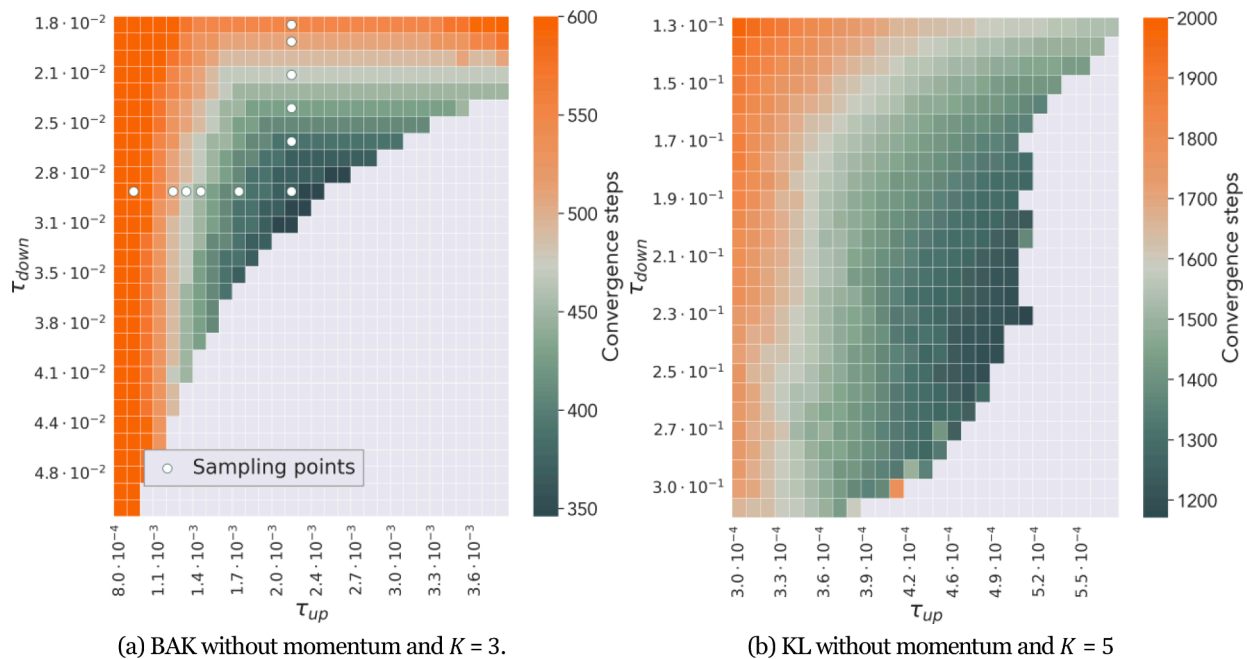 1.8 · 10⁻²
2.1 · 10⁻²
2.5 · 10⁻²
2.8 · 10⁻²
3.1 · 10⁻²
3.5 · 10⁻²
3.8 · 10⁻²
4.1 · 10⁻²
4.4 · 10⁻²
4.8 · 10⁻²
τdown
Sampling points
8.0 · 10⁻⁴
1.1 · 10⁻³
1.4 · 10⁻³
1.7 · 10⁻³
2.0 · 10⁻³
2.4 · 10⁻³
2.7 · 10⁻³
3.0 · 10⁻³
3.3 · 10⁻³
3.6 · 10⁻³
τup
600
550
500
450
400
350
Convergence steps
(a) BAK without momentum and K = 3.
1.3 · 10⁻¹
1.5 · 10⁻¹
1.7 · 10⁻¹
1.9 · 10⁻¹
2.1 · 10⁻¹
2.3 · 10⁻¹
2.5 · 10⁻¹
2.7 · 10⁻¹
3.0 · 10⁻¹
τdown
3.0 · 10⁻⁴
3.3 · 10⁻⁴
3.6 · 10⁻⁴
3.9 · 10⁻⁴
4.2 · 10⁻⁴
4.6 · 10⁻⁴
4.9 · 10⁻⁴
5.2 · 10⁻⁴
5.5 · 10⁻⁴
τup
2000
1900
1800
1700
1600
1500
1400
1300
1200
Convergence steps
(b) KL without momentum and K = 5